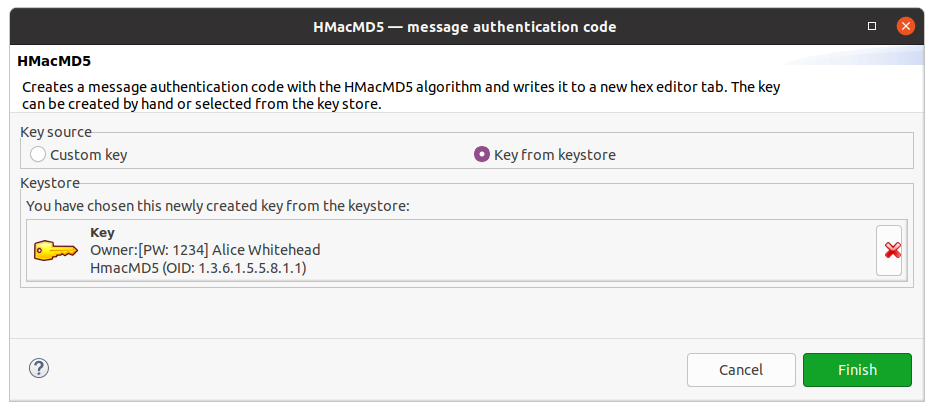 HMacMD5 — message authentication code
HMacMD5
Creates a message authentication code with the HMacMD5 algorithm and writes it to a new hex editor tab. The key
can be created by hand or selected from the key store.
Key source
Custom key
Key from keystore
Keystore
You have chosen this newly created key from the keystore:
Key
Owner:[PW: 1234] Alice Whitehead
HmacMD5 (OID: 1.3.6.1.5.5.8.1.1)
?
Cancel
Finish